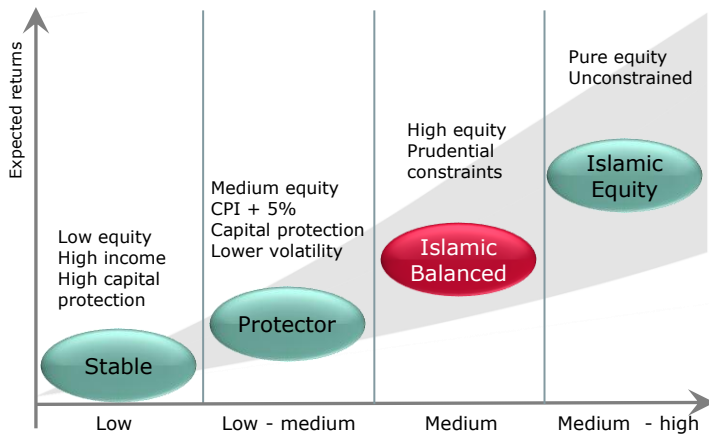 Expected returns
Pure equity
Unconstrained
High equity
Prudential
constraints
Islamic
Equity
Medium equity
CPI + 5%
Capital protection
Lower volatility
Low equity
High income
High capital
protection
Islamic
Balanced
Protector
Stable
Low
Low - medium
Medium
Medium - high